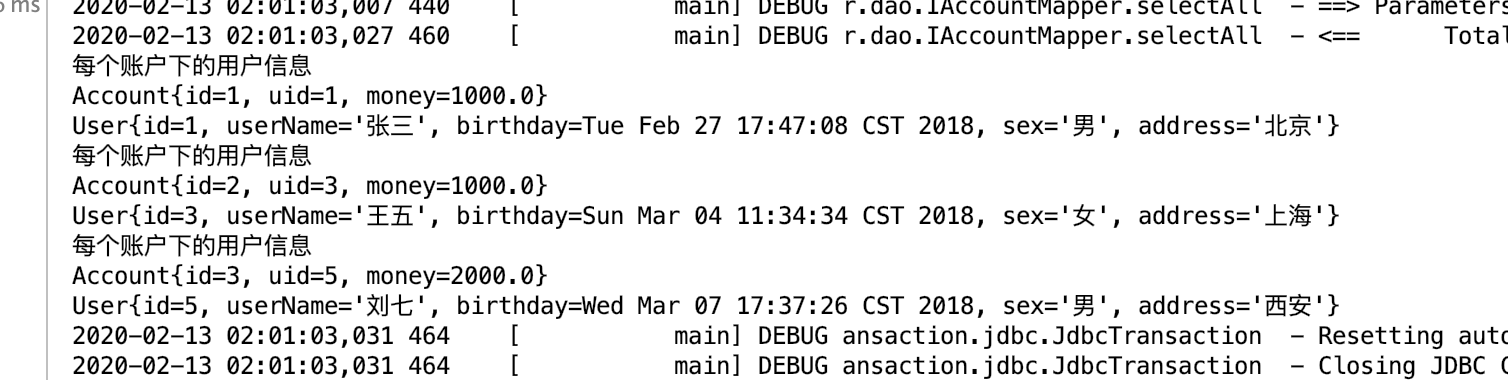 5 ms
2020-02-13 02:01:03,007 440    [           main] DEBUG r.dao.IAccountMapper.selectAll  - ==> Parameters
2020-02-13 02:01:03,027 460    [           main] DEBUG r.dao.IAccountMapper.selectAll  - <==      Total
每个账户下的用户信息
Account{id=1, uid=1, money=1000.0}
User{id=1, userName='张三', birthday=Tue Feb 27 17:47:08 CST 2018, sex='男', address='北京'}
每个账户下的用户信息
Account{id=2, uid=3, money=1000.0}
User{id=3, userName='王五', birthday=Sun Mar 04 11:34:34 CST 2018, sex='女', address='上海'}
每个账户下的用户信息
Account{id=3, uid=5, money=2000.0}
User{id=5, userName='刘七', birthday=Wed Mar 07 17:37:26 CST 2018, sex='男', address='西安'}
2020-02-13 02:01:03,031 464    [           main] DEBUG ansaction.jdbc.JdbcTransaction  - Resetting auto
2020-02-13 02:01:03,031 464    [           main] DEBUG ansaction.jdbc.JdbcTransaction  - Closing JDBC